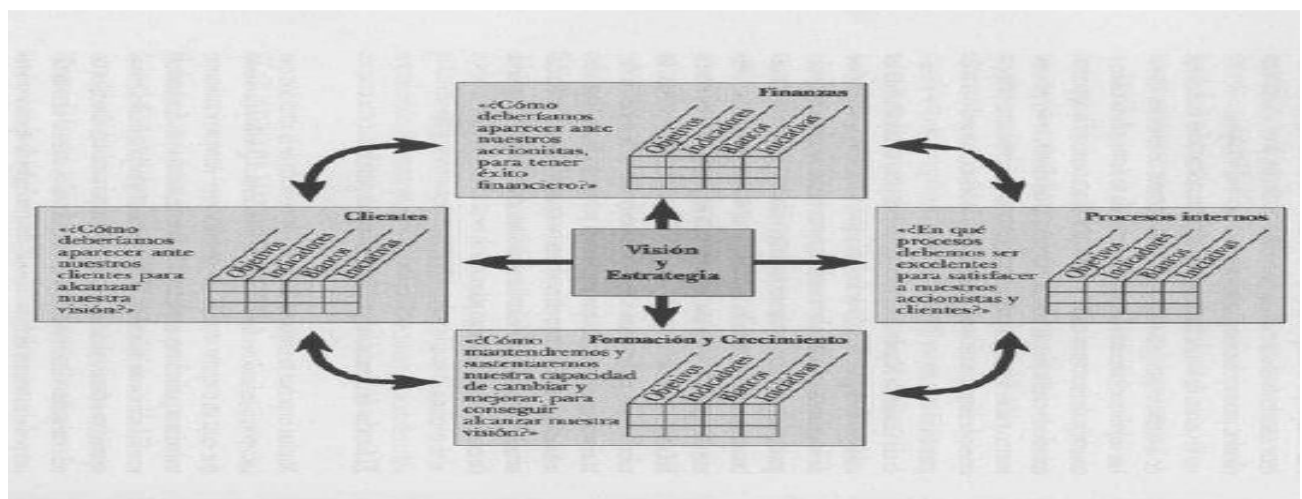 Finanzas
«¿Cómo
deberíamos
aparecer ante
nuestros
accionistas,
para tener
éxito
financiero?»
Objetivos
Indicadores
Blancos
Iniciativas
Clientes
«¿Cómo
deberíamos
aparecer ante
nuestros
clientes para
alcanzar
nuestra
visión?»
Objetivos
Indicadores
Blancos
Iniciativas
Visión
y
Estrategia
Procesos internos
«¿En qué
procesos
debemos ser
excelentes
para satisfacer
a nuestros
accionistas y
clientes?»
Objetivos
Indicadores
Blancos
Iniciativas
Formación y Crecimiento
«¿Cómo
mantendremos y
sustentaremos
nuestra capacidad
de cambiar y
mejorar, para
conseguir
alcanzar nuestra
visión?»
Objetivos
Indicadores
Blancos
Iniciativas